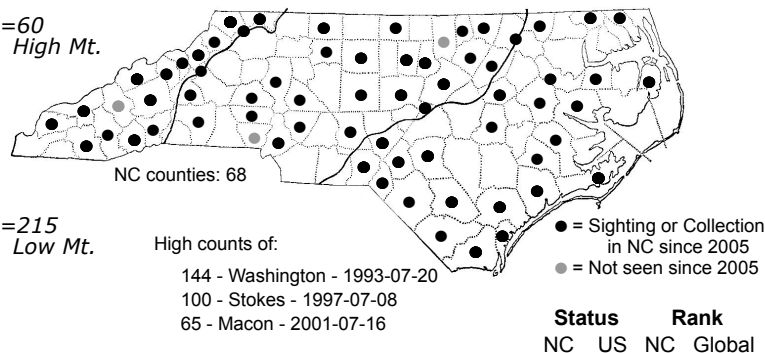 =60
High Mt.
NC counties: 68
=215
Low Mt.
High counts of:
144 - Washington - 1993-07-20
100 - Stokes - 1997-07-08
65 - Macon - 2001-07-16
= Sighting or Collection
in NC since 2005
= Not seen since 2005
Status Rank
NC US NC Global